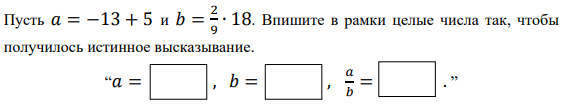 Пусть a = −13 + 5 и b = 2/9 · 18. Впишите в рамки целые числа так, чтобы
получилось истинное высказывание.
“a = , b = , a/b = .”